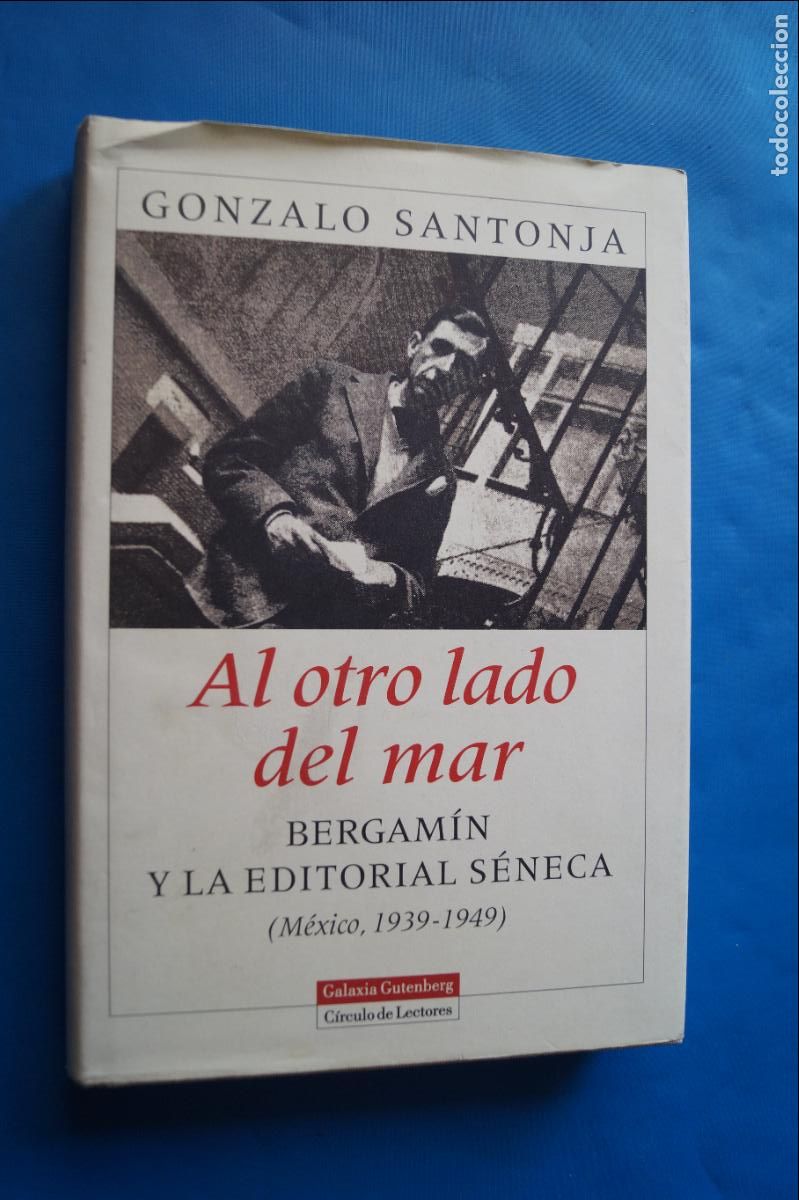 todocoleccion
GONZALO SANTONJA
Al otro lado
del mar
BERGAMÍN
Y LA EDITORIAL SÉNECA
(México, 1939-1949)
Galaxia Gutenberg
Círculo de Lectores